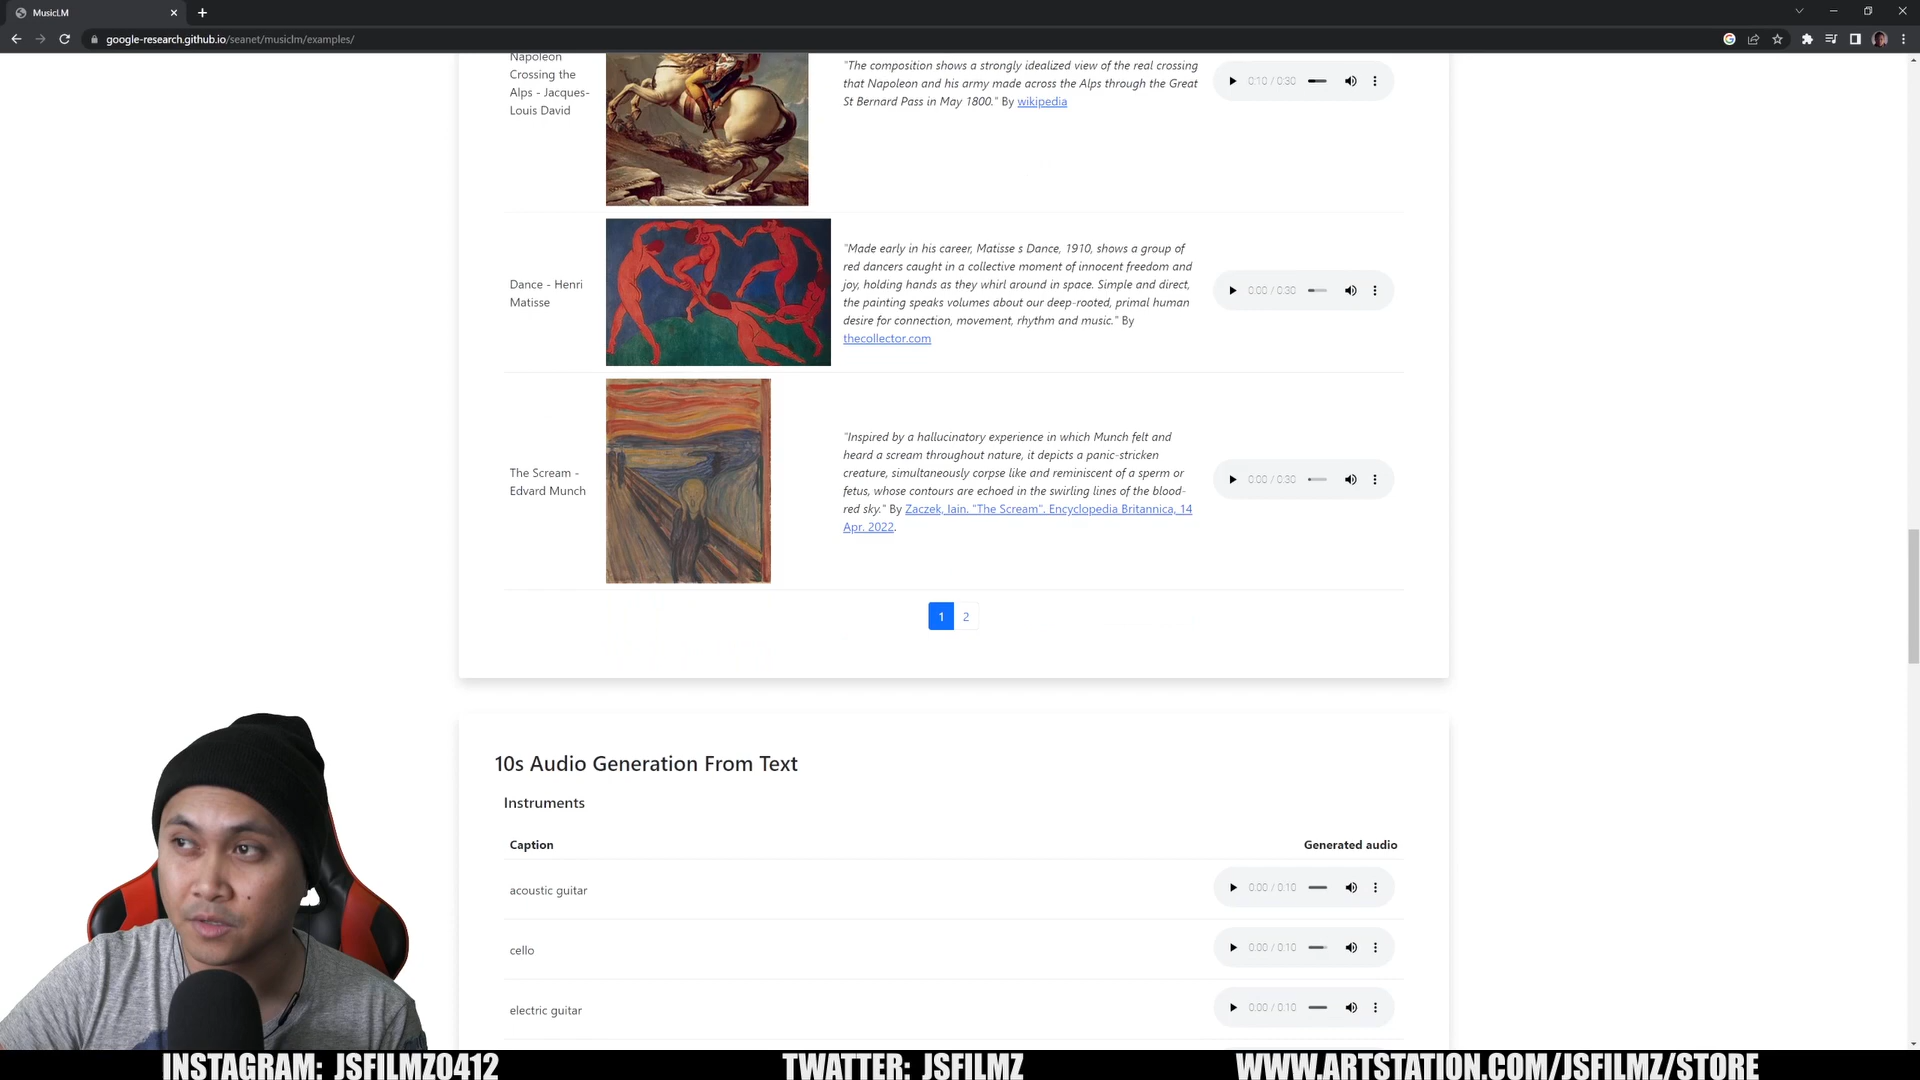 MusicLM
google-research.github.io/seanet/musiclm/examples/
Napoleon
Crossing the
Alps - Jacques-
Louis David
"The composition shows a strongly idealized view of the real crossing
that Napoleon and his army made across the Alps through the Great
St Bernard Pass in May 1800." By wikipedia
0:10 / 0:30
Dance - Henri
Matisse
"Made early in his career, Matisse s Dance, 1910, shows a group of
red dancers caught in a collective moment of innocent freedom and
joy, holding hands as they whirl around in space. Simple and direct,
the painting speaks volumes about our deep-rooted, primal human
desire for connection, movement, rhythm and music." By
thecollector.com
0:00 / 0:30
The Scream -
Edvard Munch
"Inspired by a hallucinatory experience in which Munch felt and
heard a scream throughout nature, it depicts a panic-stricken
creature, simultaneously corpse like and reminiscent of a sperm or
fetus, whose contours are echoed in the swirling lines of the blood-
red sky." By Zaczek, Iain. "The Scream". Encyclopedia Britannica, 14
Apr. 2022.
0:00 / 0:30
1 2
10s Audio Generation From Text
Instruments
Caption Generated audio
acoustic guitar 0:00 / 0:10
cello 0:00 / 0:10
electric guitar 0:00 / 0:10
INSTAGRAM: JSFILMZ0412 TWATTER: JSFILMZ WWW.ARTSTATION.COM/JSFILMZ/STORE